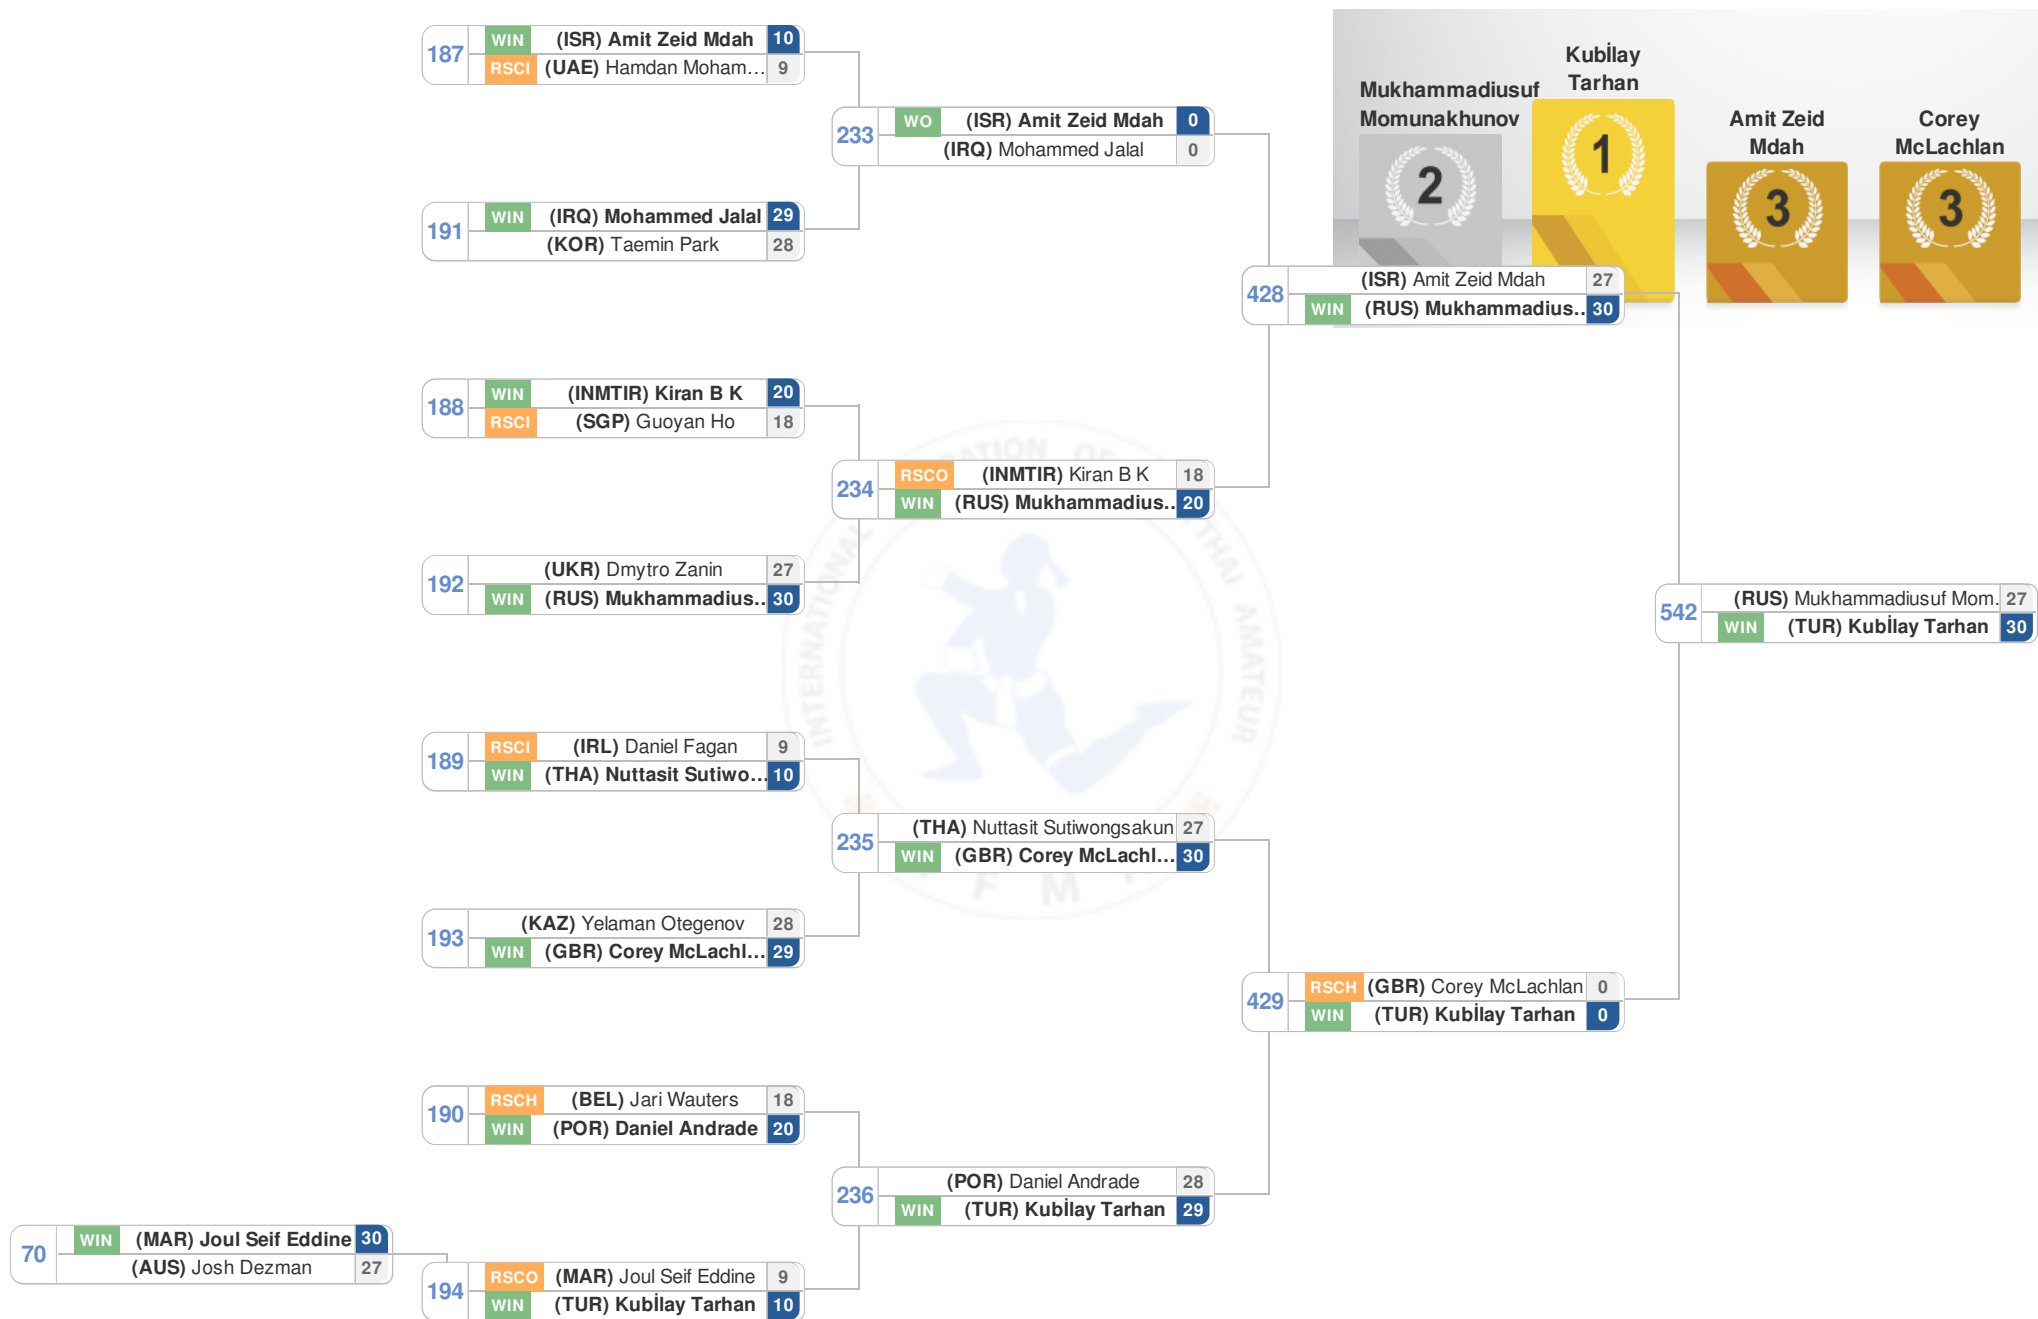 187
WIN (ISR) Amit Zeid Mdah 10
RSCI (UAE) Hamdan Moham... 9
191
WIN (IRQ) Mohammed Jalal 29
(KOR) Taemin Park 28
188
WIN (INMTIR) Kiran B K 20
RSCI (SGP) Guoyan Ho 18
192
(UKR) Dmytro Zanin 27
WIN (RUS) Mukhammadius.. 30
189
RSCI (IRL) Daniel Fagan 9
WIN (THA) Nuttasit Sutiwo... 10
193
(KAZ) Yelaman Otegenov 28
WIN (GBR) Corey McLachl... 29
190
RSCH (BEL) Jari Wauters 18
WIN (POR) Daniel Andrade 20
70
WIN (MAR) Joul Seif Eddine 30
(AUS) Josh Dezman 27
194
RSCO (MAR) Joul Seif Eddine 9
WIN (TUR) Kubİlay Tarhan 10
233
WO (ISR) Amit Zeid Mdah 0
(IRQ) Mohammed Jalal 0
234
RSCO (INMTIR) Kiran B K 18
WIN (RUS) Mukhammadius.. 20
235
(THA) Nuttasit Sutiwongsakun 27
WIN (GBR) Corey McLachl... 30
236
(POR) Daniel Andrade 28
WIN (TUR) Kubİlay Tarhan 29
428
(ISR) Amit Zeid Mdah 27
WIN (RUS) Mukhammadius.. 30
429
RSCH (GBR) Corey McLachlan 0
WIN (TUR) Kubİlay Tarhan 0
542
(RUS) Mukhammadiusuf Mom. 27
WIN (TUR) Kubİlay Tarhan 30
Mukhammadiusuf
Momunakhunov
2
Kubİlay
Tarhan
1
Amit Zeid
Mdah
3
Corey
McLachlan
3
INTERNATIONAL OF THAI AMATEUR
F M